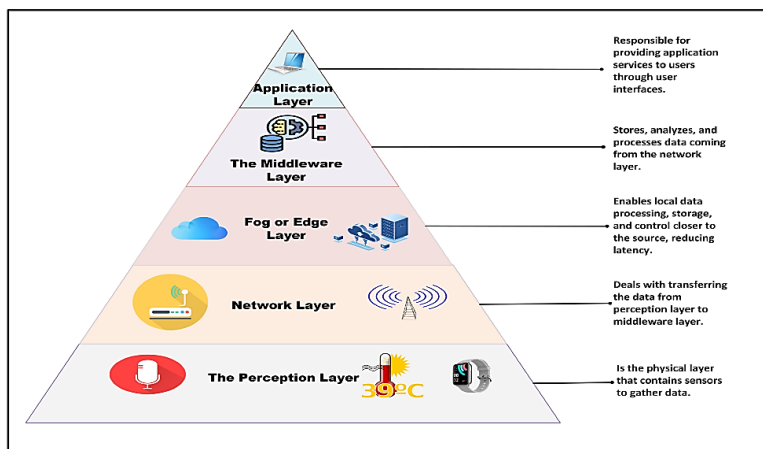 Application
Layer
Responsible for
providing application
services to users
through user
interfaces.
The Middleware
Layer
Stores, analyzes, and
processes data coming
from the network
layer.
Fog or Edge
Layer
Enables local data
processing, storage,
and control closer to
the source, reducing
latency.
Network Layer
Deals with transferring
the data from
perception layer to
middleware layer.
The Perception Layer
39ºC
Is the physical layer
that contains sensors
to gather data.